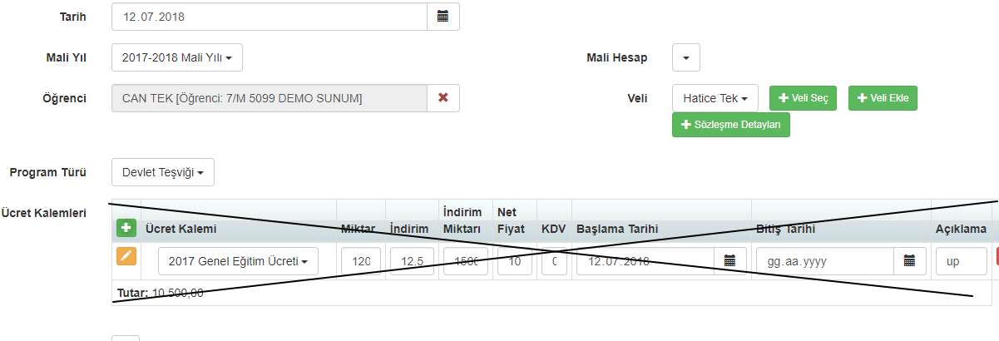 Tarih 12.07.2018
Mali Yıl 2017-2018 Mali Yılı Mali Hesap
Öğrenci CAN TEK [Öğrenci: 7/M 5099 DEMO SUNUM] Veli Hatice Tek Veli Seç Veli Ekle
Sözleşme Detayları
Program Türü Devlet Teşviği
Ücret Kalemleri
Ücret Kalemi Miktar İndirim İndirim Miktarı Net Fiyat KDV Başlama Tarihi Bitiş Tarihi Açıklama
2017 Genel Eğitim Ücreti 120 12.5 1500 10 12.07.2018 gg.aa.yyyy up
Tutar: 10.500,00